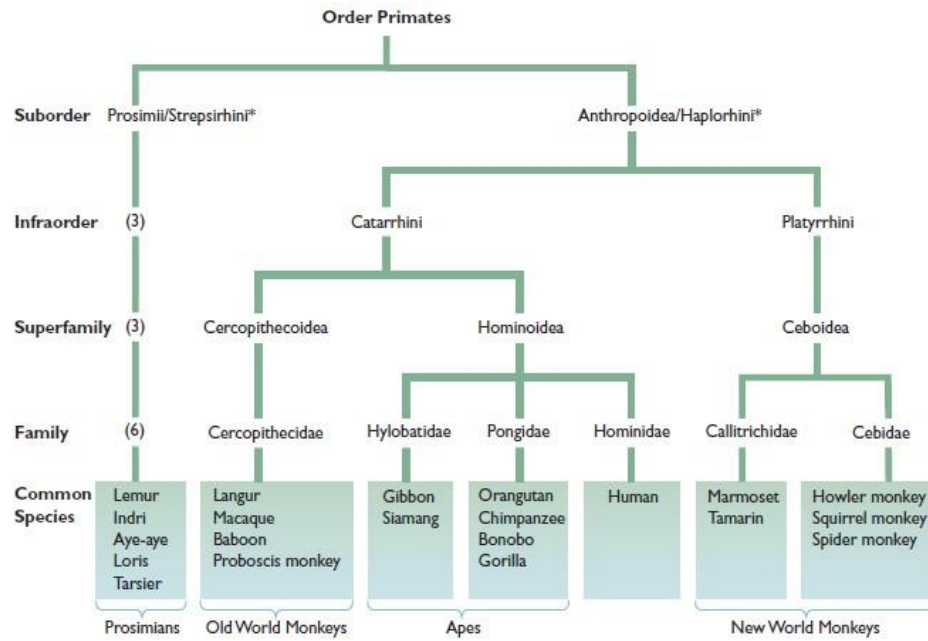 Order Primates
Suborder Prosimii/Strepsirhini* Anthropoidea/Haplorhini*
Infraorder (3) Catarrhini Platyrrhini
Superfamily (3) Cercopithecoidea Hominoidea Ceboidea
Family (6) Cercopithecidae Hylobatidae Pongidae Hominidae Callitrichidae Cebidae
Common Species
Lemur
Indri
Aye-aye
Loris
Tarsier
Langur
Macaque
Baboon
Proboscis monkey
Gibbon
Siamang
Orangutan
Chimpanzee
Bonobo
Gorilla
Human
Marmoset
Tamarin
Howler monkey
Squirrel monkey
Spider monkey
Prosimians Old World Monkeys Apes New World Monkeys